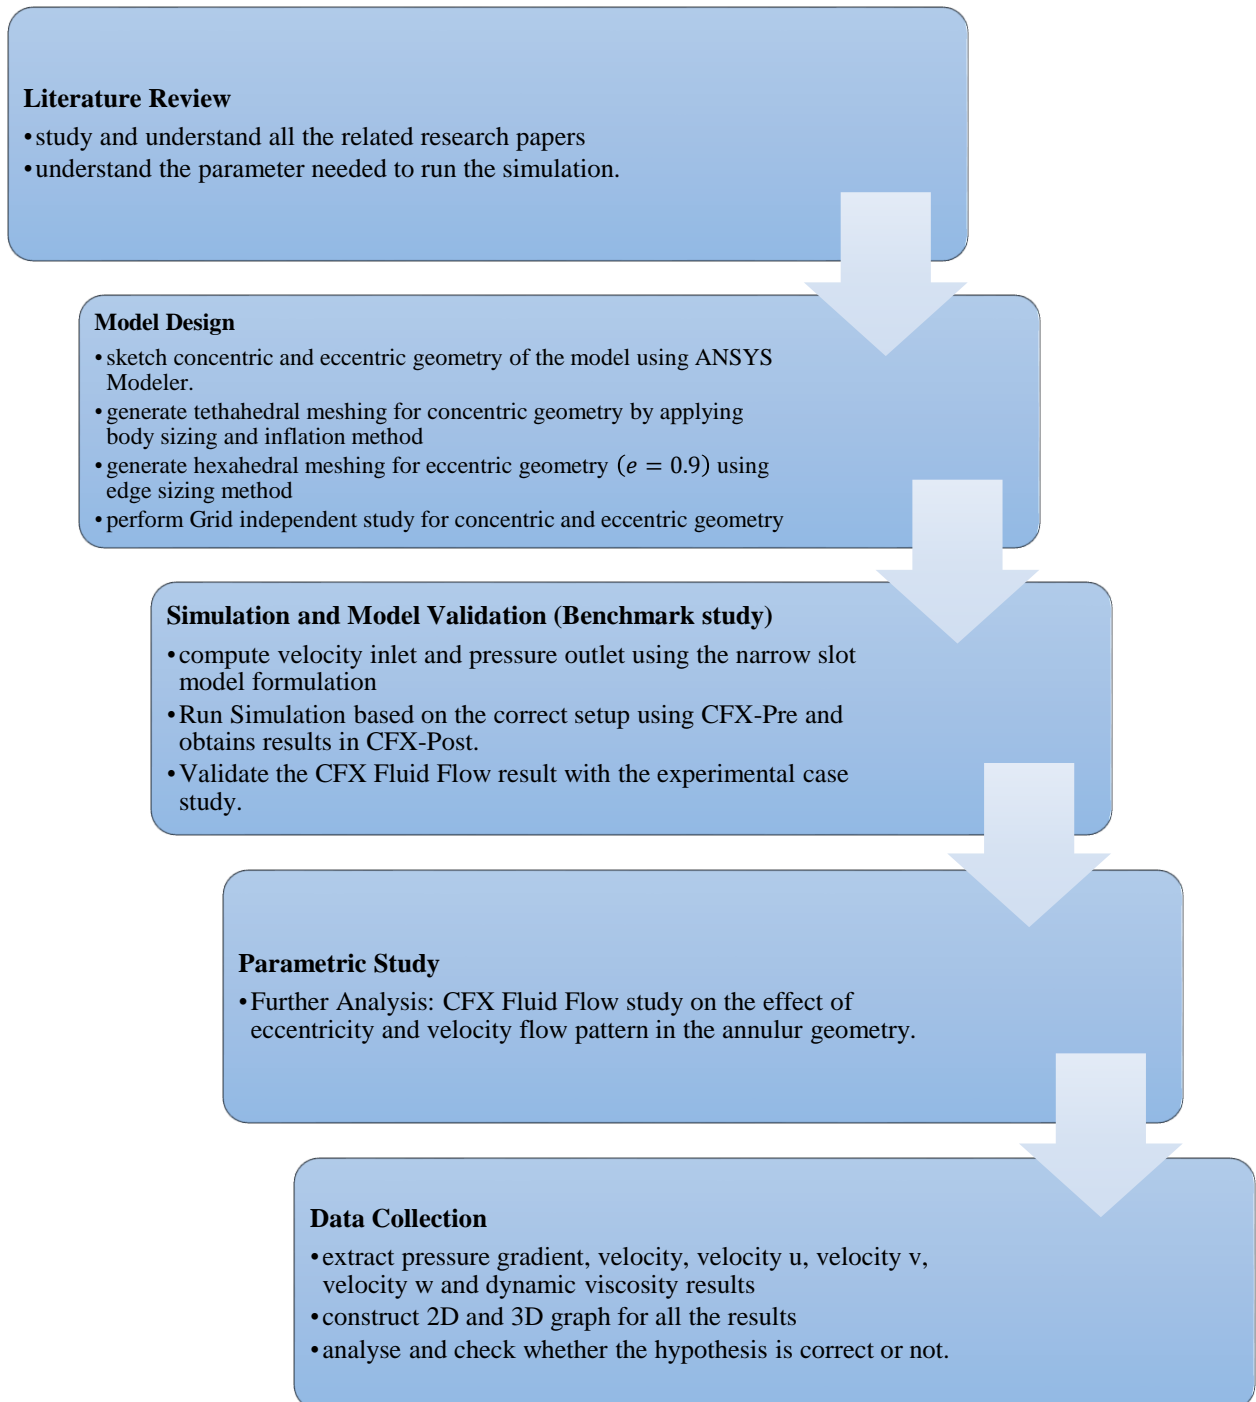 Literature Review
•study and understand all the related research papers
•understand the parameter needed to run the simulation.
Model Design
•sketch concentric and eccentric geometry of the model using ANSYS
Modeler.
•generate tethahedral meshing for concentric geometry by applying
body sizing and inflation method
•generate hexahedral meshing for eccentric geometry (𝑒 = 0.9) using
edge sizing method
•perform Grid independent study for concentric and eccentric geometry
Simulation and Model Validation (Benchmark study)
•compute velocity inlet and pressure outlet using the narrow slot
model formulation
•Run Simulation based on the correct setup using CFX-Pre and
obtains results in CFX-Post.
•Validate the CFX Fluid Flow result with the experimental case
study.
Parametric Study
•Further Analysis: CFX Fluid Flow study on the effect of
eccentricity and velocity flow pattern in the annulur geometry.
Data Collection
•extract pressure gradient, velocity, velocity u, velocity v,
velocity w and dynamic viscosity results
•construct 2D and 3D graph for all the results
•analyse and check whether the hypothesis is correct or not.